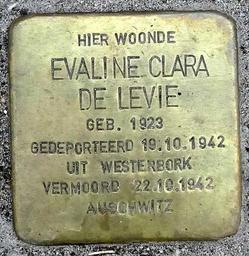 HIER WOONDE
EVALINE CLARA
DE LEVIE
GEB. 1923
GEDEPORTEERD 19.10.1942
UIT WESTERBORK
VERMOORD 22.10.1942
AUSCHWITZ